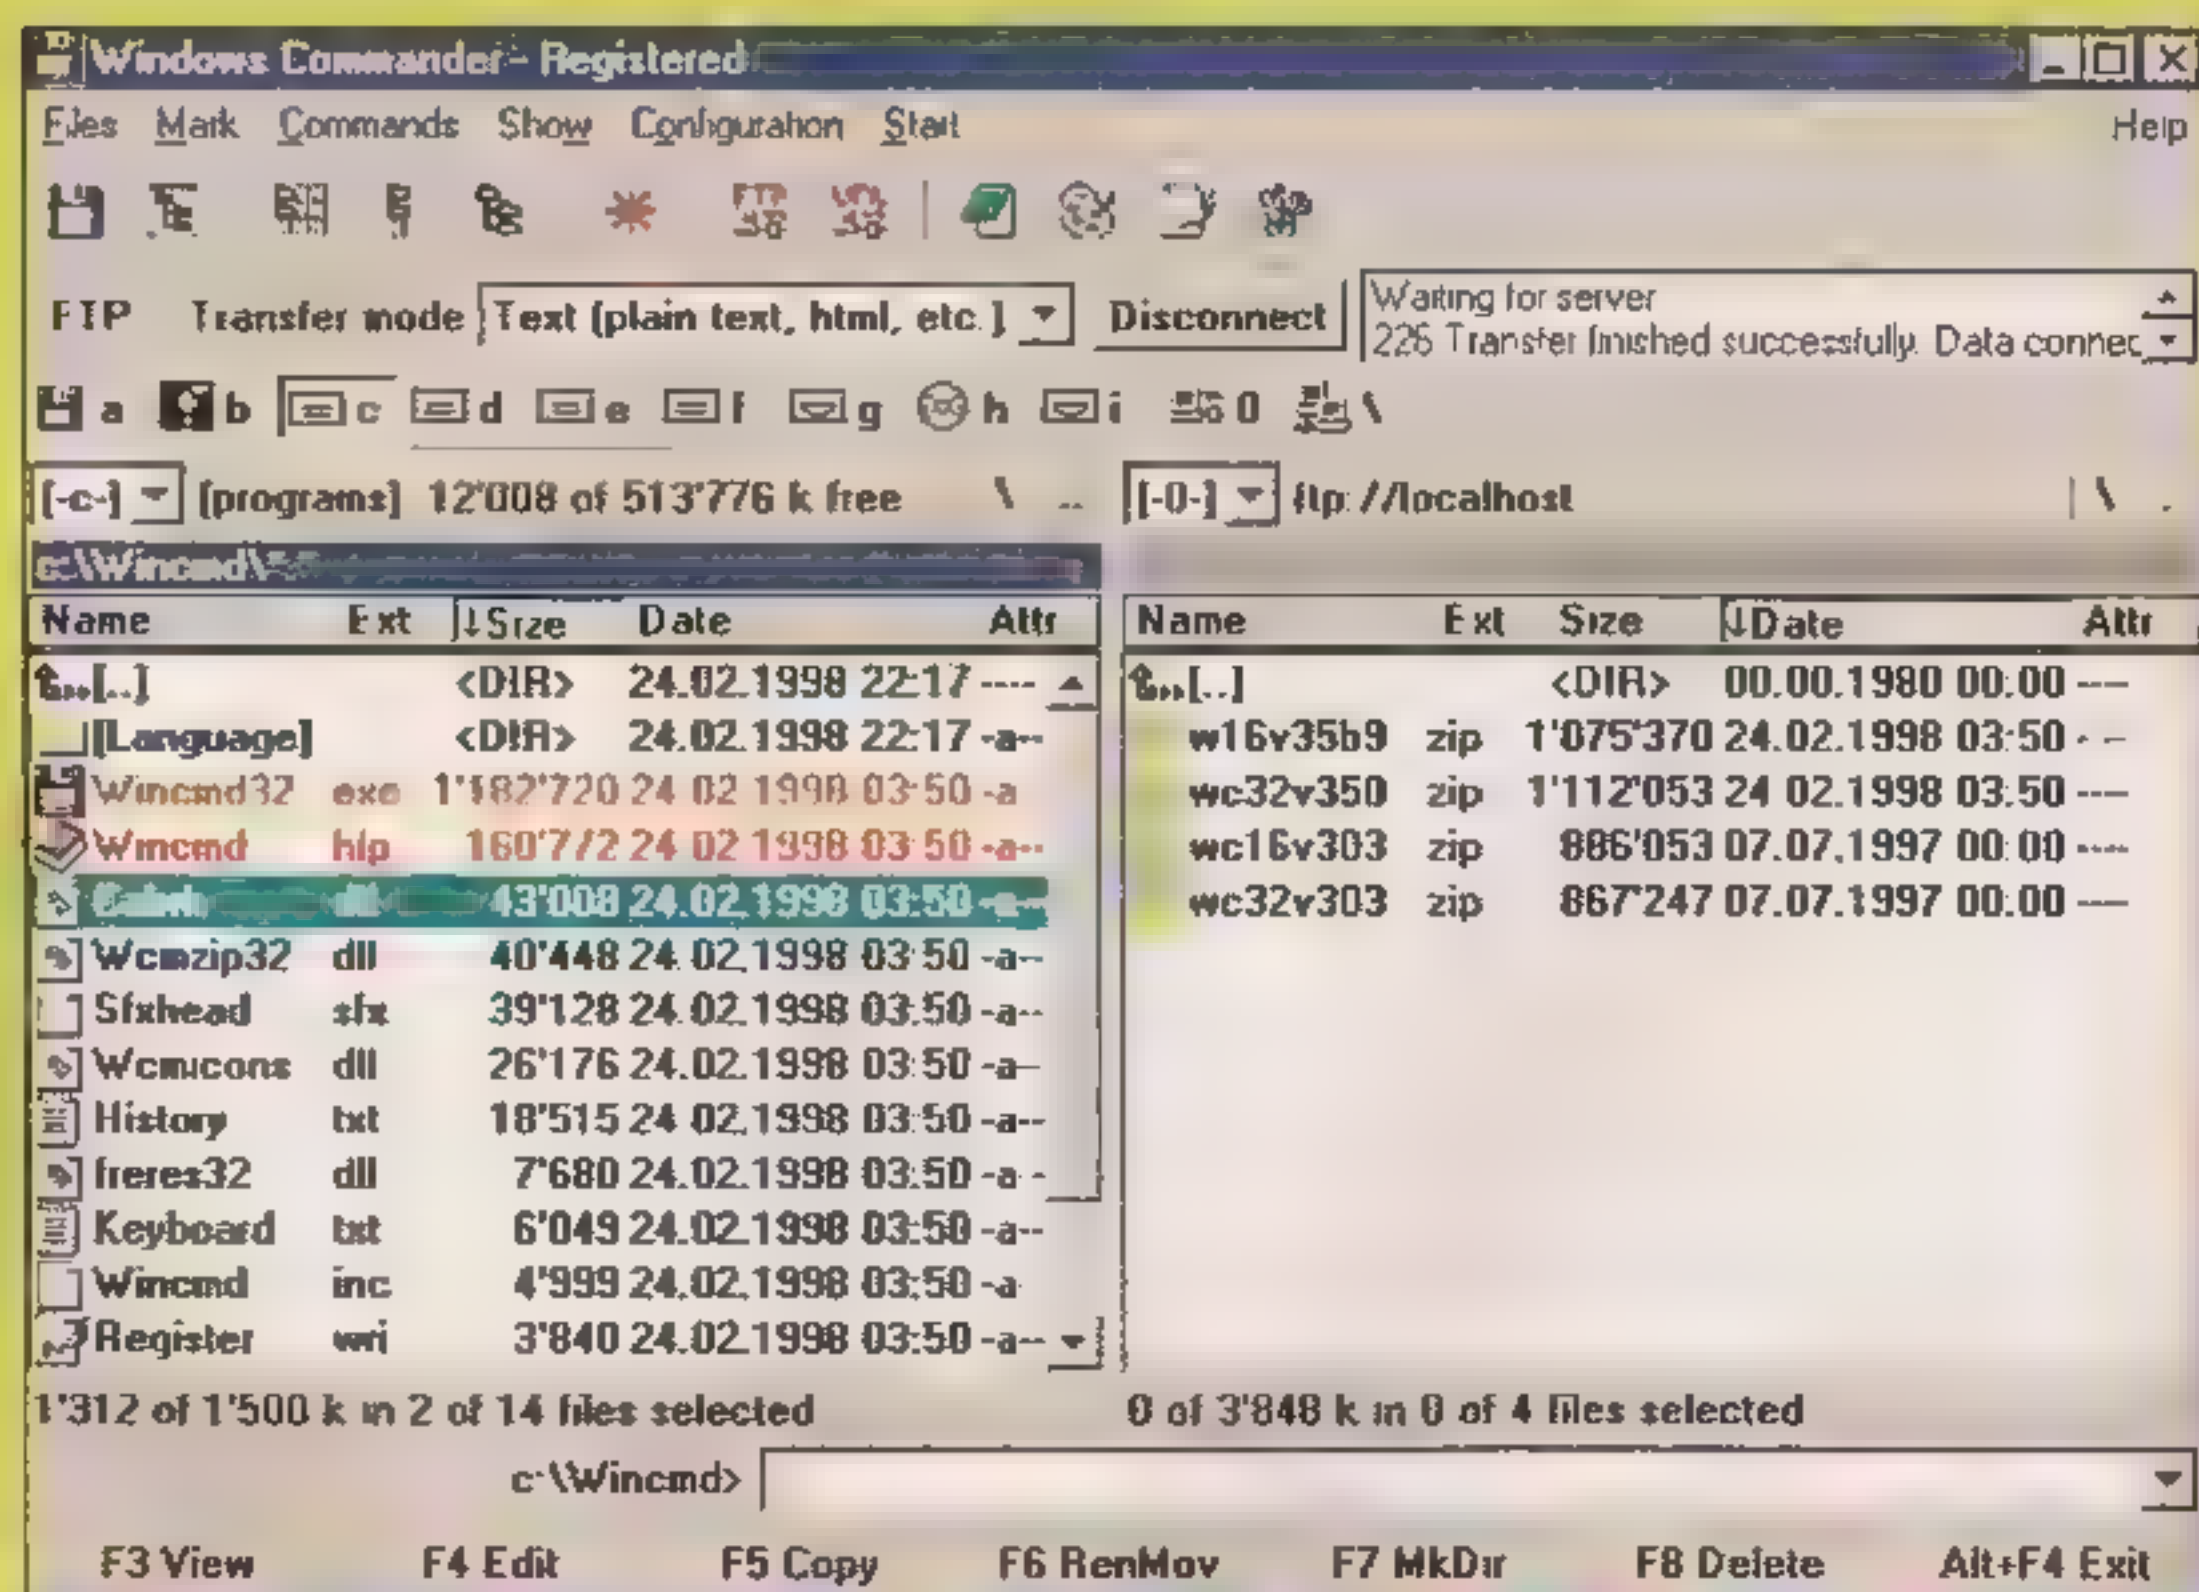 Windows Commander - Registered
Files Mark Commands Show Configuration Start Help
FTP Transfer mode Text (plain text, html, etc.) Disconnect
Waiting for server
226 Transfer finished successfully. Data connec
a b c d e f g h i 0 \
[-c-] [programs] 12'008 of 513'776 k free \ .. [-0-] ftp://localhost \ .
c:\Wincmd\
Name Ext ↓Size Date Attr Name Ext Size ↓Date Attr
[..] <DIR> 24.02.1998 22:17 ---- [..] <DIR> 00.00.1980 00:00 ----
[Language] <DIR> 24.02.1998 22:17 -a-- w16v35b9 zip 1'075'370 24.02.1998 03:50 ----
Wincmd32 exe 1'182'720 24.02.1998 03:50 -a-- wc32v350 zip 1'112'053 24.02.1998 03:50 ----
Wincmd hlp 160'772 24.02.1998 03:50 -a-- wc16v303 zip 886'053 07.07.1997 00:00 ----
43'008 24.02.1998 03:50 -a-- wc32v303 zip 867'247 07.07.1997 00:00 ----
Wcmzip32 dll 40'448 24.02.1998 03:50 -a--
Sfxhead sfx 39'128 24.02.1998 03:50 -a--
Wcmicons dll 26'176 24.02.1998 03:50 -a--
History txt 18'515 24.02.1998 03:50 -a--
freres32 dll 7'680 24.02.1998 03:50 -a--
Keyboard txt 6'049 24.02.1998 03:50 -a--
Wincmd inc 4'999 24.02.1998 03:50 -a--
Register wri 3'840 24.02.1998 03:50 -a--
1'312 of 1'500 k in 2 of 14 files selected 0 of 3'848 k in 0 of 4 files selected
c:\Wincmd>
F3 View F4 Edit F5 Copy F6 RenMov F7 MkDir F8 Delete Alt+F4 Exit